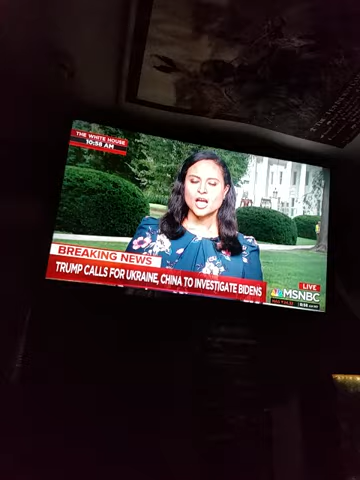 THE WHITE HOUSE
10:58 AM
BREAKING NEWS
TRUMP CALLS FOR UKRAINE, CHINA TO INVESTIGATE BIDENS
LIVE
MSNBC